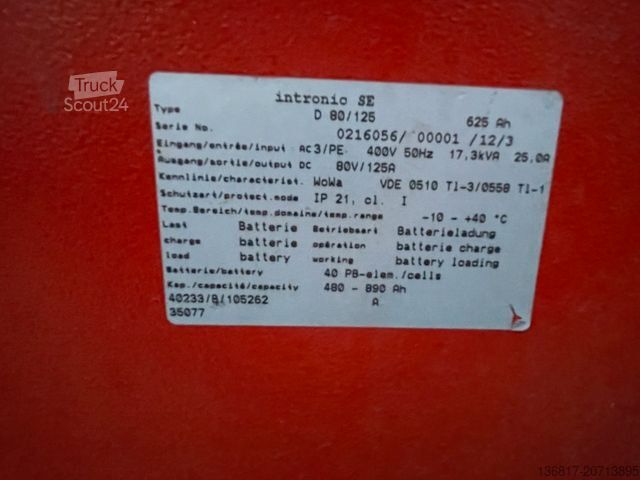 Truck
Scout24
intronic SE
Type D 80/125 625 Ah
Serie No. 0216056/ 00001 /12/3
Eingang/entrée/input AC 3/PE 400V 50Hz 17,3kVA 25,0A
Ausgang/sortie/output DC 80V/125A
Kennlinie/characterist. WoWa VDE 0510 Tl-3/0558 Tl-1
Schutzart/protect.mode IP 21, cl. I
Temp.Bereich/temp.domaine/temp.range -10 - +40 °C
Last Batterie Betriebsart Batterieladung
charge batterie opération batterie charge
load battery working battery loading
Batterie/battery 40 PB-elem./cells
Kap./capacité/capacity 480 - 890 Ah
40233/B/105262 A
35077
136817-20713895